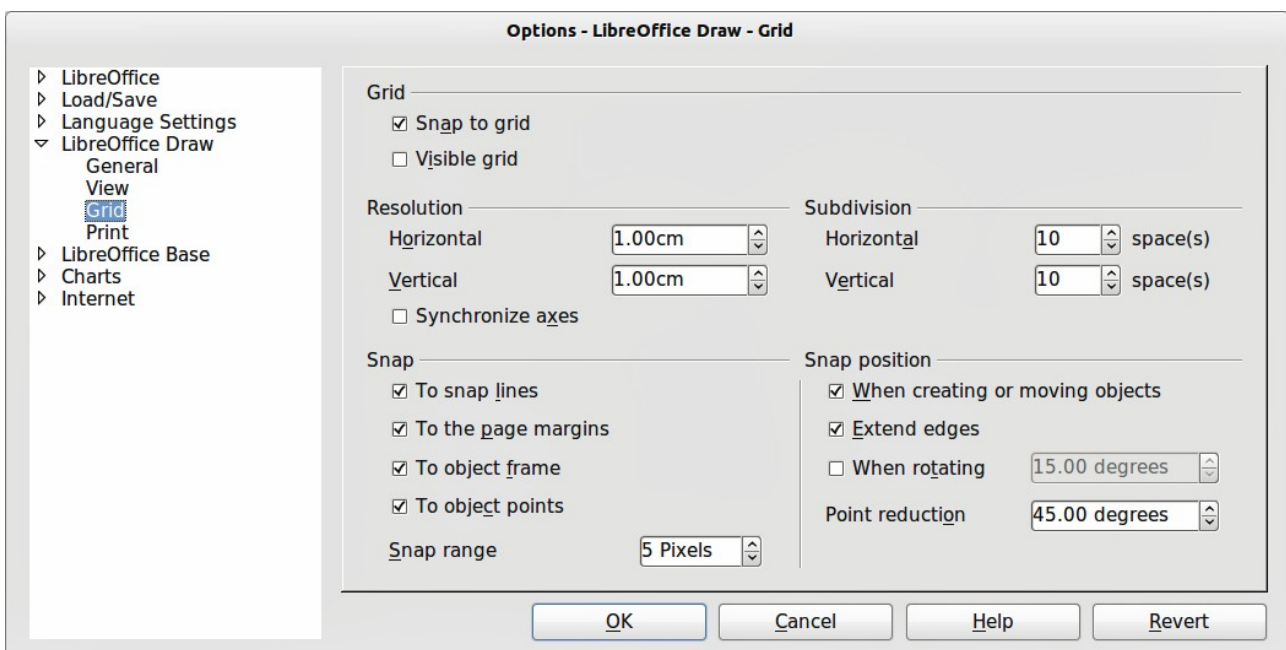 Options - LibreOffice Draw - Grid
LibreOffice
Load/Save
Language Settings
LibreOffice Draw
General
View
Grid
Print
LibreOffice Base
Charts
Internet
Grid
Snap to grid
Visible grid
Resolution
Horizontal 1.00cm
Vertical 1.00cm
Synchronize axes
Subdivision
Horizontal 10 space(s)
Vertical 10 space(s)
Snap
To snap lines
To the page margins
To object frame
To object points
Snap range 5 Pixels
Snap position
When creating or moving objects
Extend edges
When rotating 15.00 degrees
Point reduction 45.00 degrees
OK Cancel Help Revert